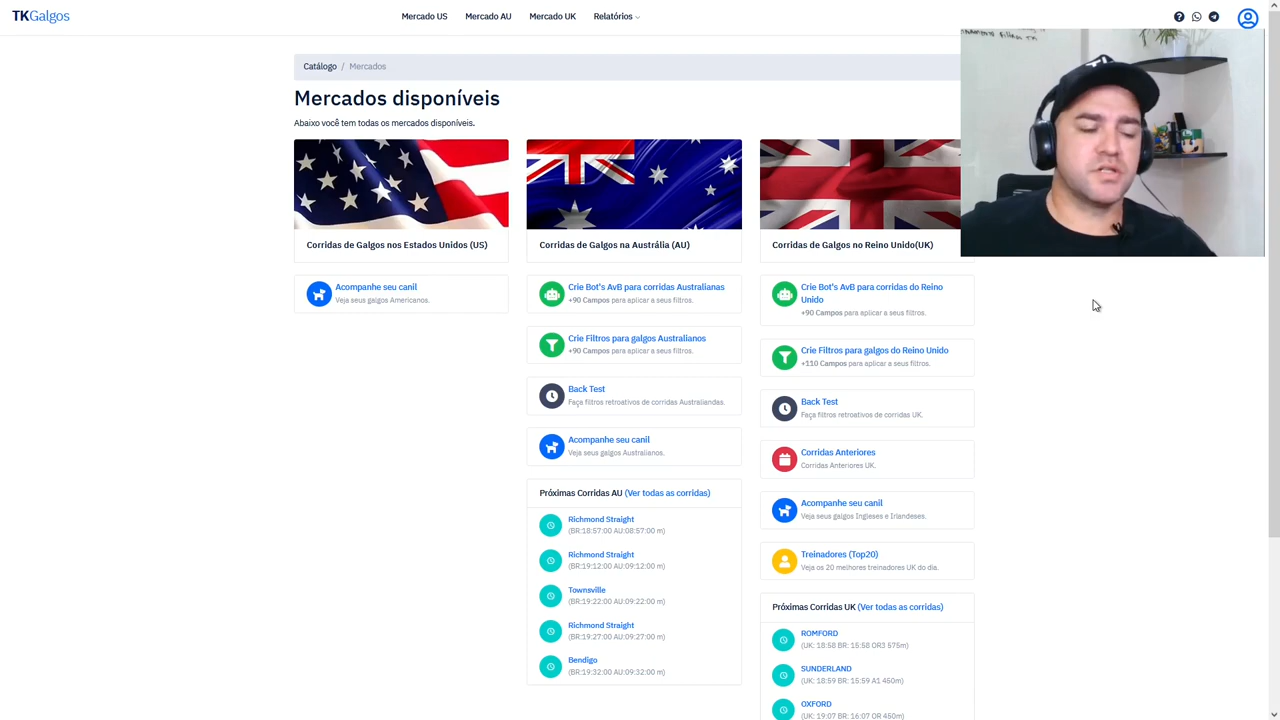 TKGalgos
Mercado US
Mercado AU
Mercado UK
Relatórios
Catálogo / Mercados
Mercados disponíveis
Abaixo você tem todas os mercados disponíveis.
Corridas de Galgos nos Estados Unidos (US)
Acompanhe seu canil
Veja seus galgos Americanos.
Corridas de Galgos na Austrália (AU)
Crie Bot's AvB para corridas Australianas
+90 Campos para aplicar a seus filtros.
Crie Filtros para galgos Australianos
+90 Campos para aplicar a seus filtros.
Back Test
Faça filtros retroativos de corridas Australiandas.
Acompanhe seu canil
Veja seus galgos Australianos.
Próximas Corridas AU (Ver todas as corridas)
Richmond Straight
(BR:18:57:00 AU:08:57:00 m)
Richmond Straight
(BR:19:12:00 AU:09:12:00 m)
Townsville
(BR:19:22:00 AU:09:22:00 m)
Richmond Straight
(BR:19:27:00 AU:09:27:00 m)
Bendigo
(BR:19:32:00 AU:09:32:00 m)
Corridas de Galgos no Reino Unido(UK)
Crie Bot's AvB para corridas do Reino
Unido
+90 Campos para aplicar a seus filtros.
Crie Filtros para galgos do Reino Unido
+110 Campos para aplicar a seus filtros.
Back Test
Faça filtros retroativos de corridas UK.
Corridas Anteriores
Corridas Anteriores UK.
Acompanhe seu canil
Veja seus galgos Ingleses e Irlandeses.
Treinadores (Top20)
Veja os 20 melhores treinadores UK do dia.
Próximas Corridas UK (Ver todas as corridas)
ROMFORD
(UK: 18:58 BR: 15:58 OR3 575m)
SUNDERLAND
(UK: 18:59 BR: 15:59 A1 450m)
OXFORD
(UK: 19:07 BR: 16:07 OR 450m)